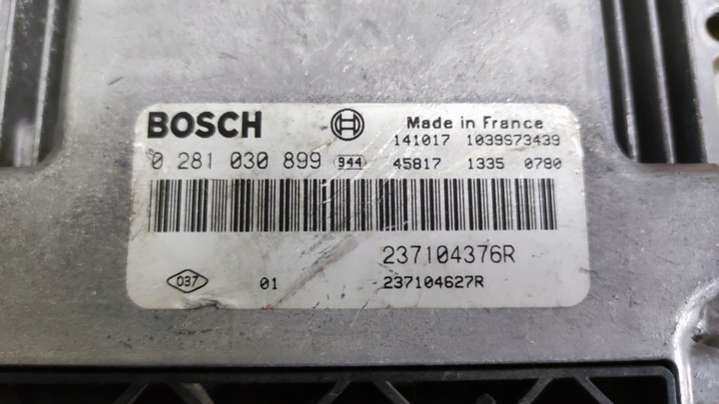 BOSCH Made in France
141017 1039S73439
0 281 030 899 944 45817 1335 0780
237104376R
037 01 237104627R